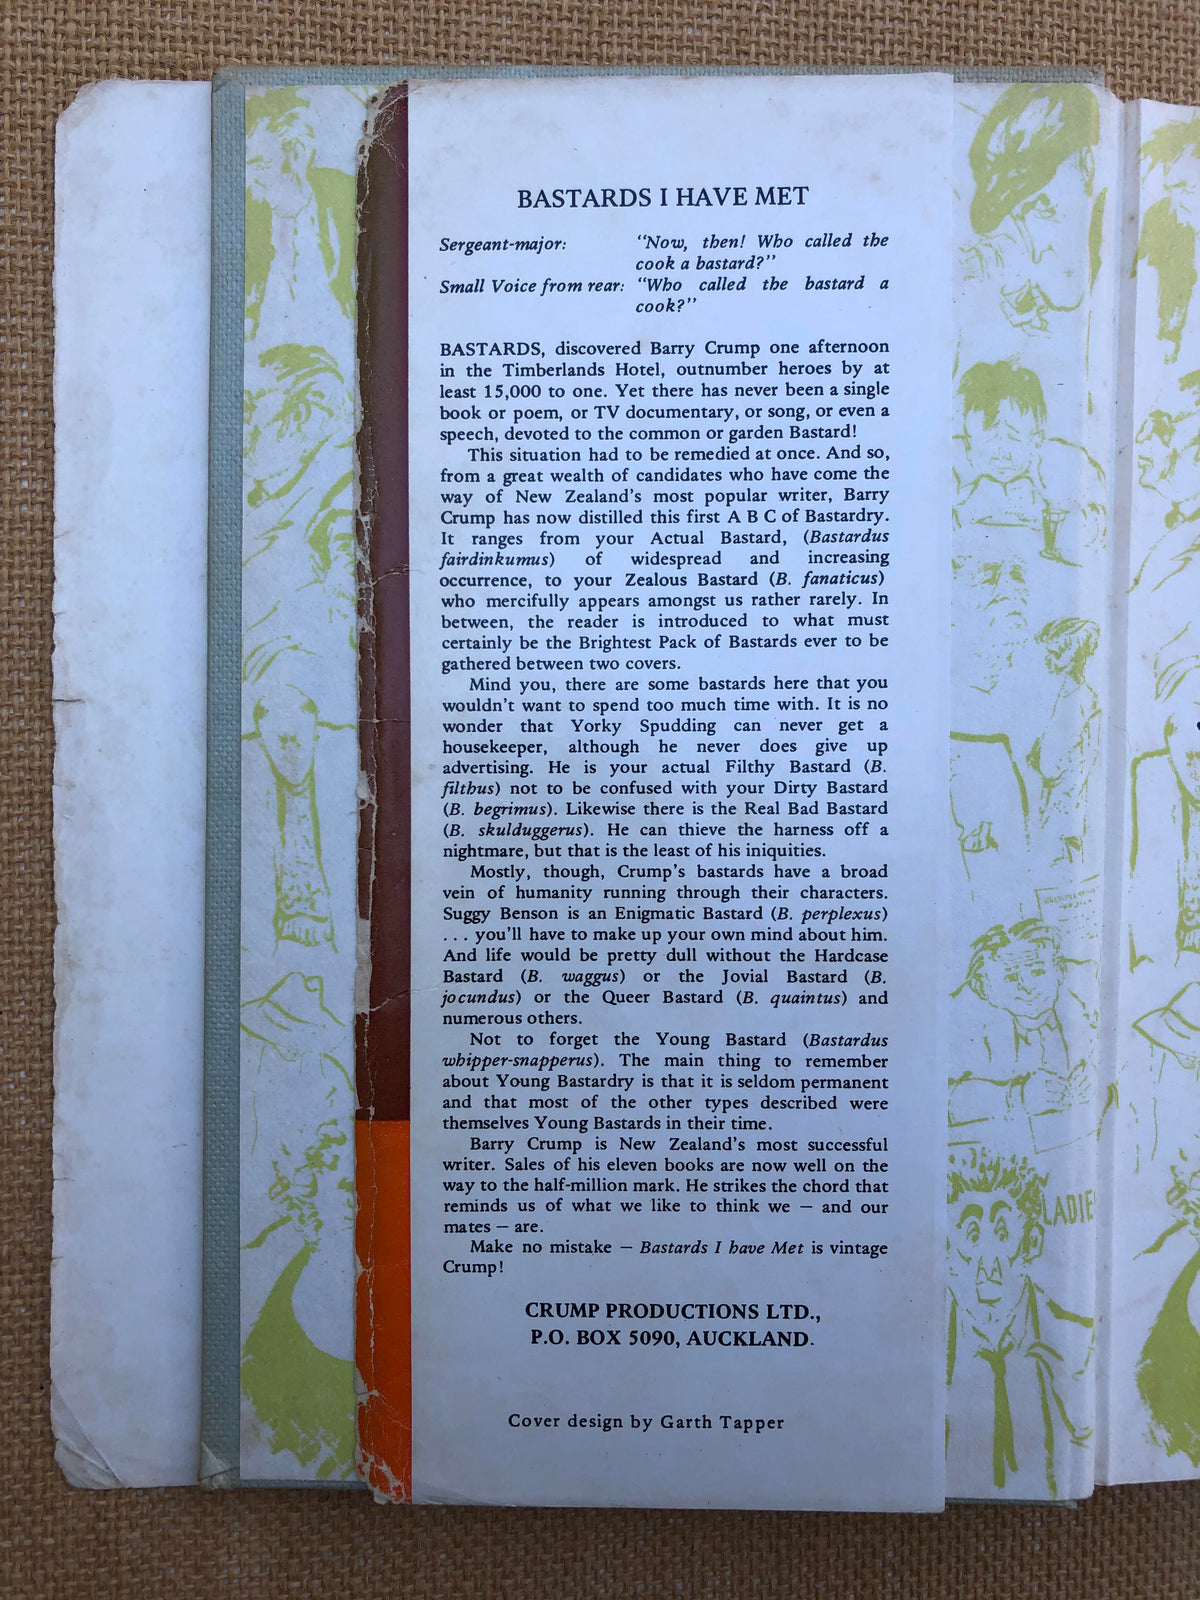 BASTARDS I HAVE MET
Sergeant-major: "Now, then! Who called the
cook a bastard?"
Small Voice from rear: "Who called the bastard a
cook?"
BASTARDS, discovered Barry Crump one afternoon
in the Timberlands Hotel, outnumber heroes by at
least 15,000 to one. Yet there has never been a single
book or poem, or TV documentary, or song, or even a
speech, devoted to the common or garden Bastard!
This situation had to be remedied at once. And so,
from a great wealth of candidates who have come the
way of New Zealand's most popular writer, Barry
Crump has now distilled this first A B C of Bastardry.
It ranges from your Actual Bastard, (Bastardus
fairdinkumus) of widespread and increasing
occurrence, to your Zealous Bastard (B. fanaticus)
who mercifully appears amongst us rather rarely. In
between, the reader is introduced to what must
certainly be the Brightest Pack of Bastards ever to be
gathered between two covers.
Mind you, there are some bastards here that you
wouldn't want to spend too much time with. It is no
wonder that Yorky Spudding can never get a
housekeeper, although he never does give up
advertising. He is your actual Filthy Bastard (B.
filthus) not to be confused with your Dirty Bastard
(B. begrimus). Likewise there is the Real Bad Bastard
(B. skulduggerus). He can thieve the harness off a
nightmare, but that is the least of his iniquities.
Mostly, though, Crump's bastards have a broad
vein of humanity running through their characters.
Suggy Benson is an Enigmatic Bastard (B. perplexus)
. . . you'll have to make up your own mind about him.
And life would be pretty dull without the Hardcase
Bastard (B. waggus) or the Jovial Bastard (B.
jocundus) or the Queer Bastard (B. quaintus) and
numerous others.
Not to forget the Young Bastard (Bastardus
whipper-snapperus). The main thing to remember
about Young Bastardry is that it is seldom permanent
and that most of the other types described were
themselves Young Bastards in their time.
Barry Crump is New Zealand's most successful
writer. Sales of his eleven books are now well on the
way to the half-million mark. He strikes the chord that
reminds us of what we like to think we — and our
mates — are.
Make no mistake — Bastards I have Met is vintage
Crump!
CRUMP PRODUCTIONS LTD.,
P.O. BOX 5090, AUCKLAND.
Cover design by Garth Tapper
LADIE